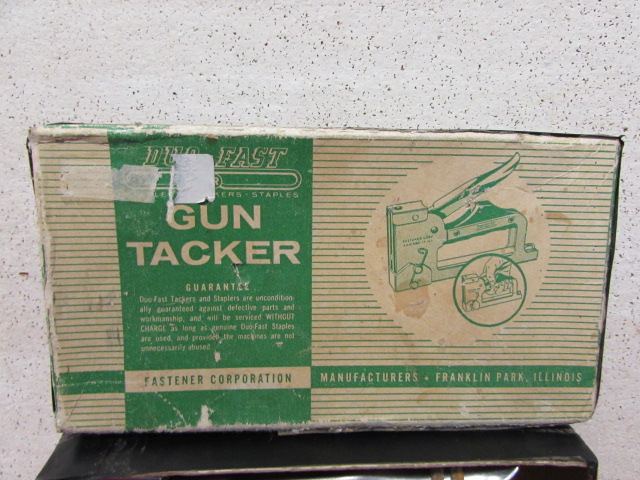 DUO-FAST
KERS · STAPLES
GUN
TACKER
GUARANTEE
Duo-Fast Tackers and Staplers are uncondition-
ally guaranteed against defective parts and
workmanship, and will be serviced WITHOUT
CHARGE as long as genuine Duo-Fast Staples
are used, and provided the machines are not
unnecessarily abused.
FASTENER CORPORATION
MANUFACTURERS • FRANKLIN PARK, ILLINOIS